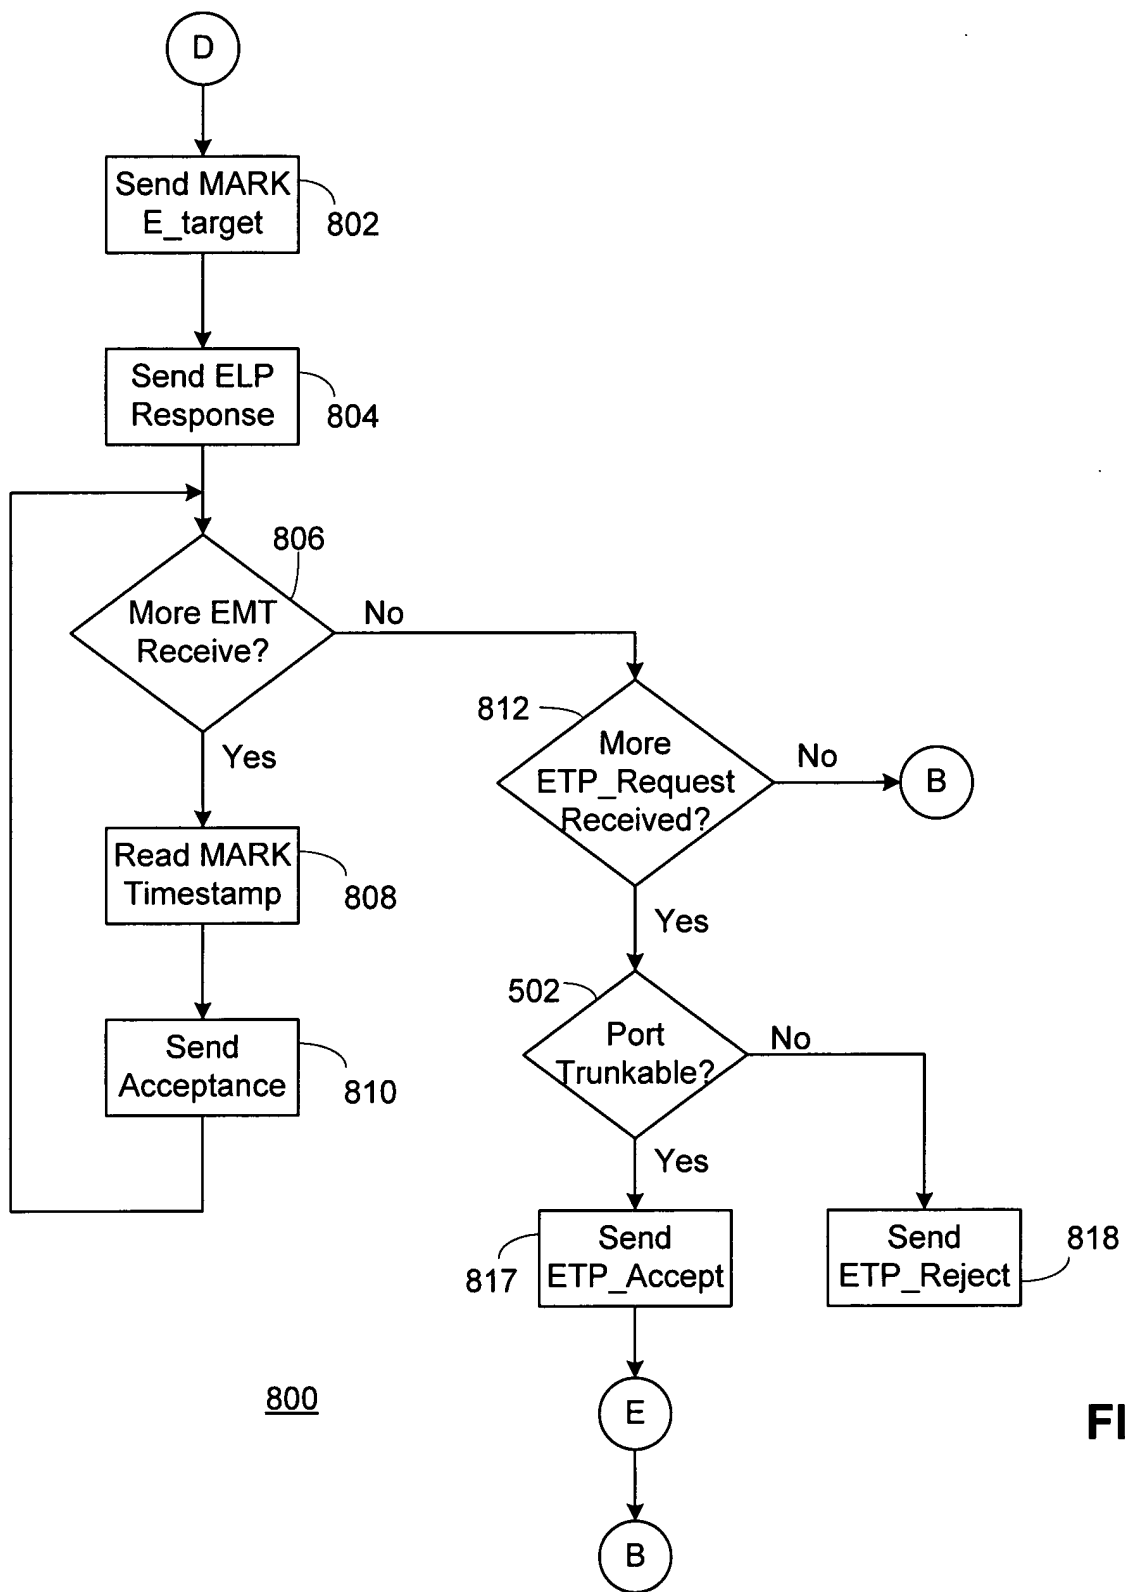 D
Send MARK
E_target
802
Send ELP
Response
804
806
More EMT
Receive?
No
Yes
812
More
ETP_Request
Received?
No
B
Read MARK
Timestamp
808
Yes
502
Port
Trunkable?
No
Send
Acceptance
810
Yes
Send
ETP_Accept
817
Send
ETP_Reject
818
800
E
FI
B